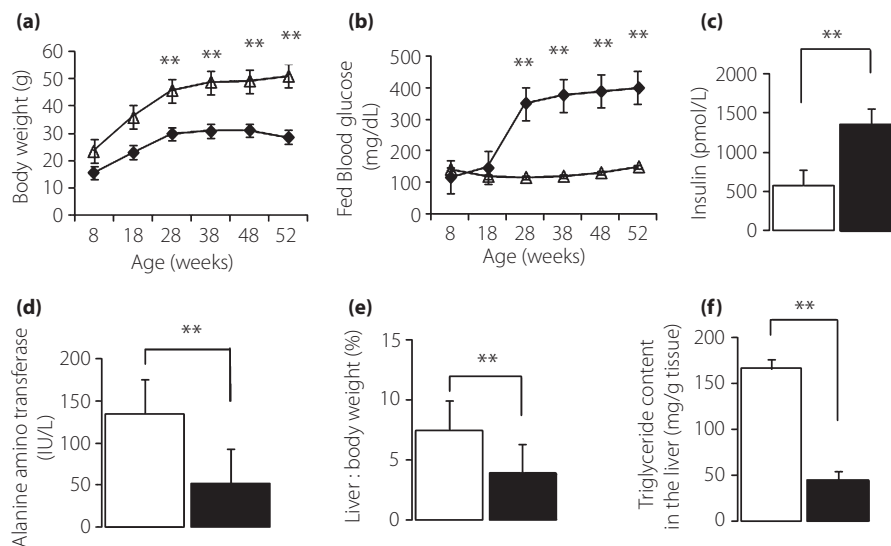 (a)
** ** ** **
Body weight (g)
60
50
40
30
20
10
0
8 18 28 38 48 52
Age (weeks)
(b)
** ** ** **
Fed Blood glucose
(mg/dL)
500
400
300
200
100
0
8 18 28 38 48 52
Age (weeks)
(c)
**
Insulin (pmol/L)
2000
1500
1000
500
0
(d)
**
Alanine amino transferase
(IU/L)
200
150
100
50
0
(e)
**
Liver : body weight (%)
15
10
5
0
(f)
**
Triglyceride content
in the liver (mg/g tissue)
200
150
100
50
0